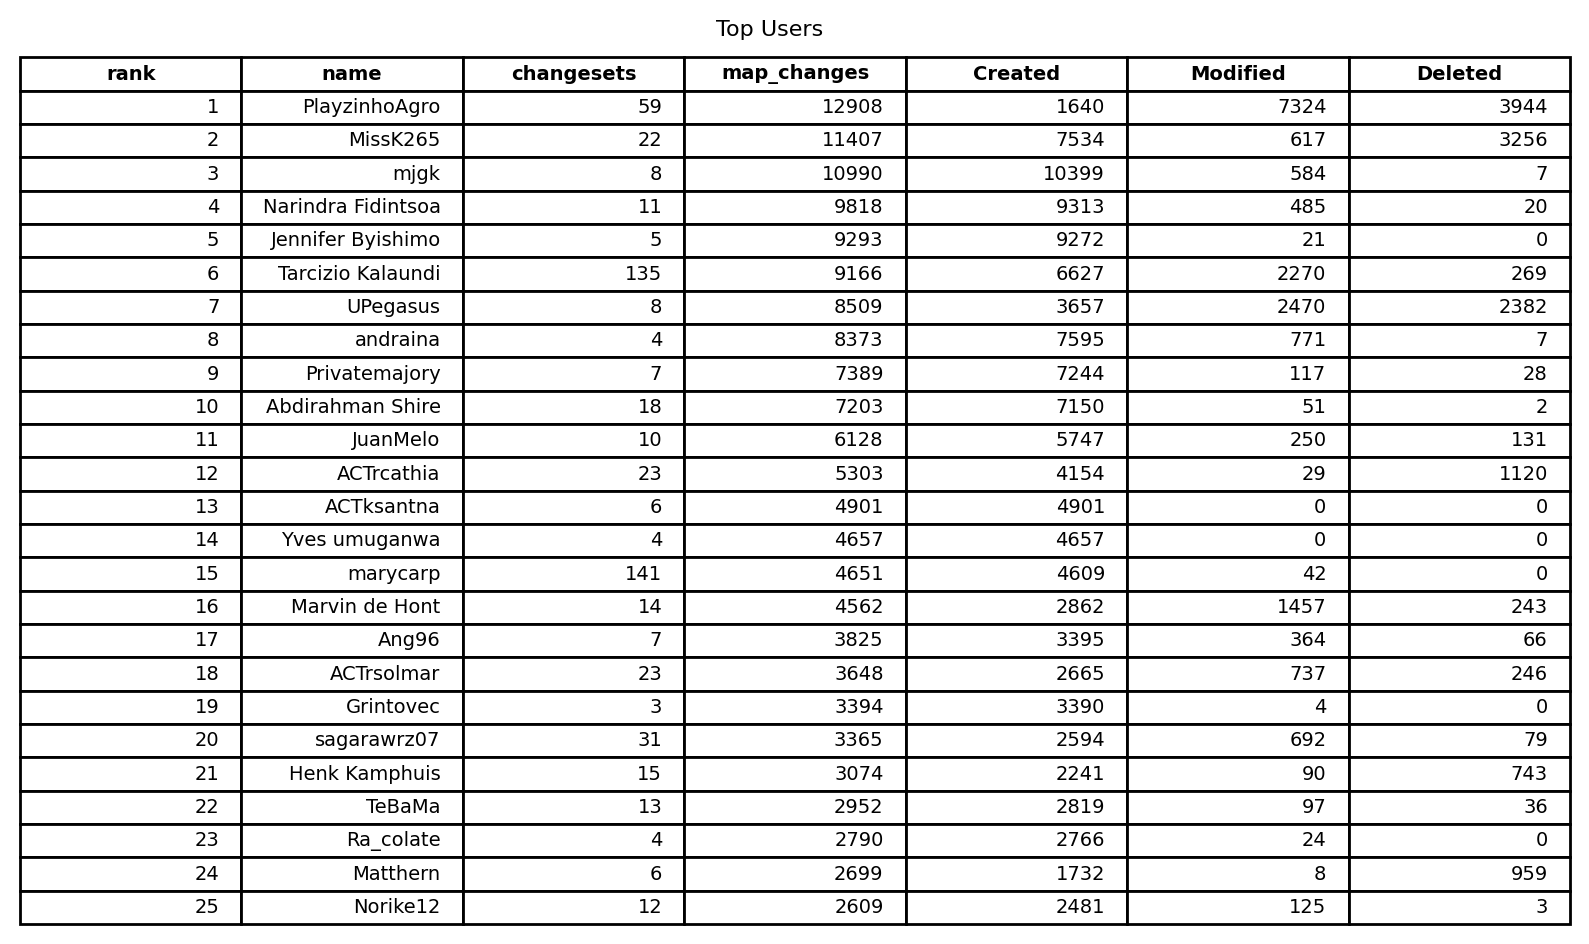 Top Users
rank name changesets map_changes Created Modified Deleted
1 PlayzinhoAgro 59 12908 1640 7324 3944
2 MissK265 22 11407 7534 617 3256
3 mjgk 8 10990 10399 584 7
4 Narindra Fidintsoa 11 9818 9313 485 20
5 Jennifer Byishimo 5 9293 9272 21 0
6 Tarcizio Kalaundi 135 9166 6627 2270 269
7 UPegasus 8 8509 3657 2470 2382
8 andraina 4 8373 7595 771 7
9 Privatemajory 7 7389 7244 117 28
10 Abdirahman Shire 18 7203 7150 51 2
11 JuanMelo 10 6128 5747 250 131
12 ACTrcathia 23 5303 4154 29 1120
13 ACTksantna 6 4901 4901 0 0
14 Yves umuganwa 4 4657 4657 0 0
15 marycarp 141 4651 4609 42 0
16 Marvin de Hont 14 4562 2862 1457 243
17 Ang96 7 3825 3395 364 66
18 ACTrsolmar 23 3648 2665 737 246
19 Grintovec 3 3394 3390 4 0
20 sagarawrz07 31 3365 2594 692 79
21 Henk Kamphuis 15 3074 2241 90 743
22 TeBaMa 13 2952 2819 97 36
23 Ra_colate 4 2790 2766 24 0
24 Matthern 6 2699 1732 8 959
25 Norike12 12 2609 2481 125 3